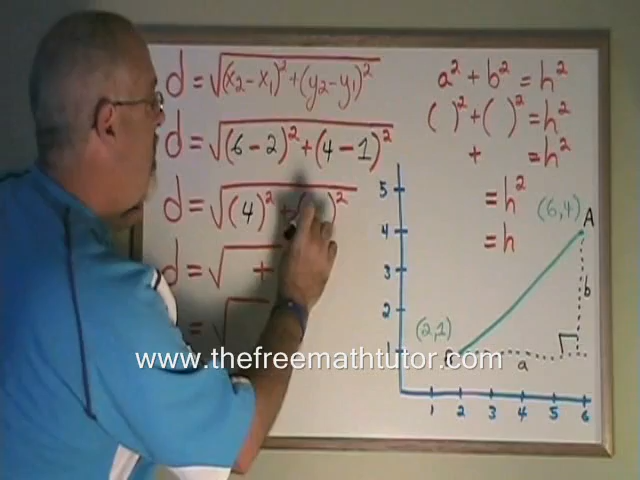 d = √(x₂ − x₁)² + (y₂ − y₁)²
d = √(6 − 2)² + (4 − 1)²
d = √(4)² + ( )²
d = √ +
= √
a² + b² = h²
( )² + ( )² = h²
+ = h²
= h²
= h
5
4
3
2
1
1 2 3 4 5 6
(6,4)
A
b
(2,1)
a
www.thefreemathtutor.com